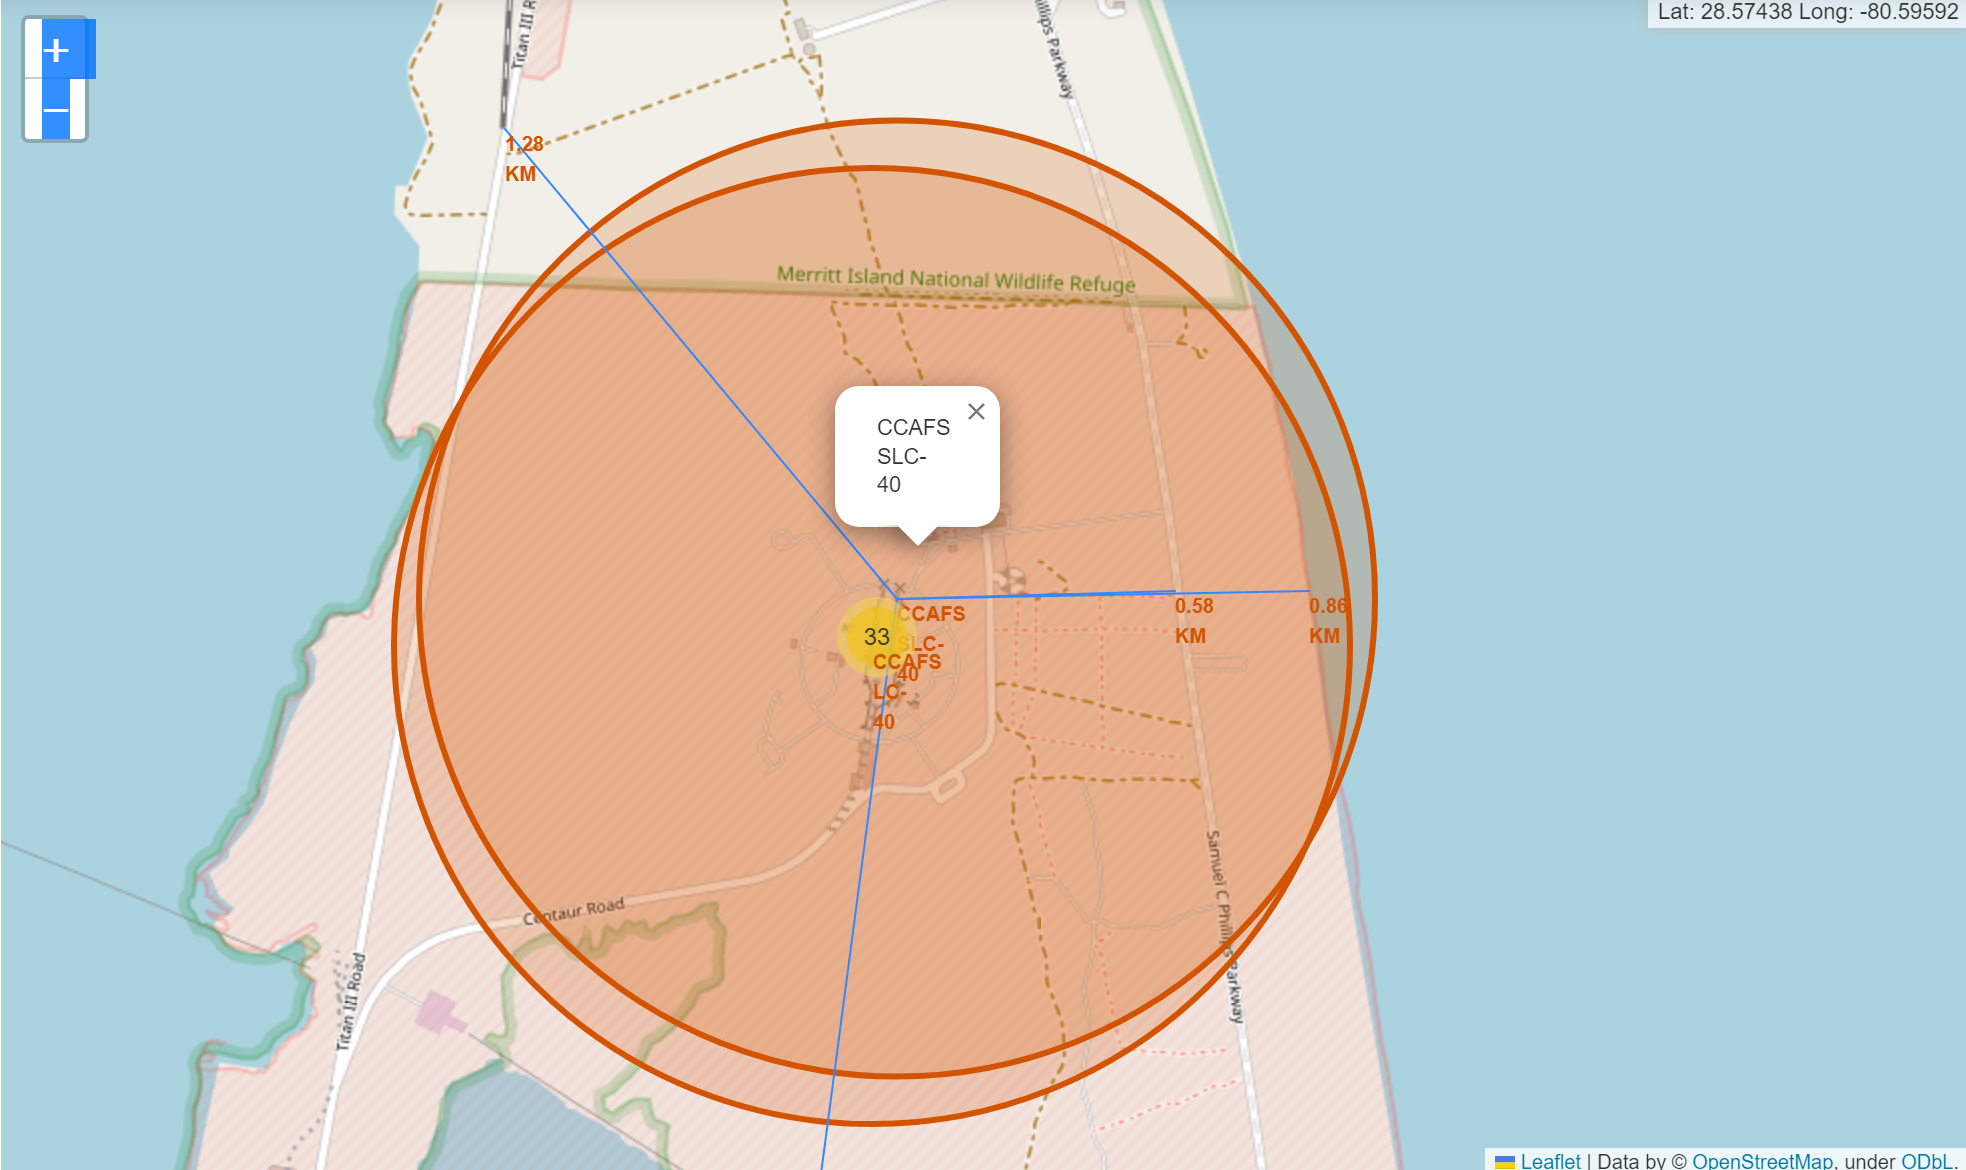 Lat: 28.57438 Long: -80.59592
+
−
Titan III R
illips Parkway
1.28
KM
Merritt Island National Wildlife Refuge
×
CCAFS
SLC-
40
0.58
KM
0.86
KM
33
CCAFS
SLC-
40
CCAFS
LC-
40
Centaur Road
Samuel C Phillips Parkway
Titan III Road
Leaflet | Data by © OpenStreetMap, under ODbL.